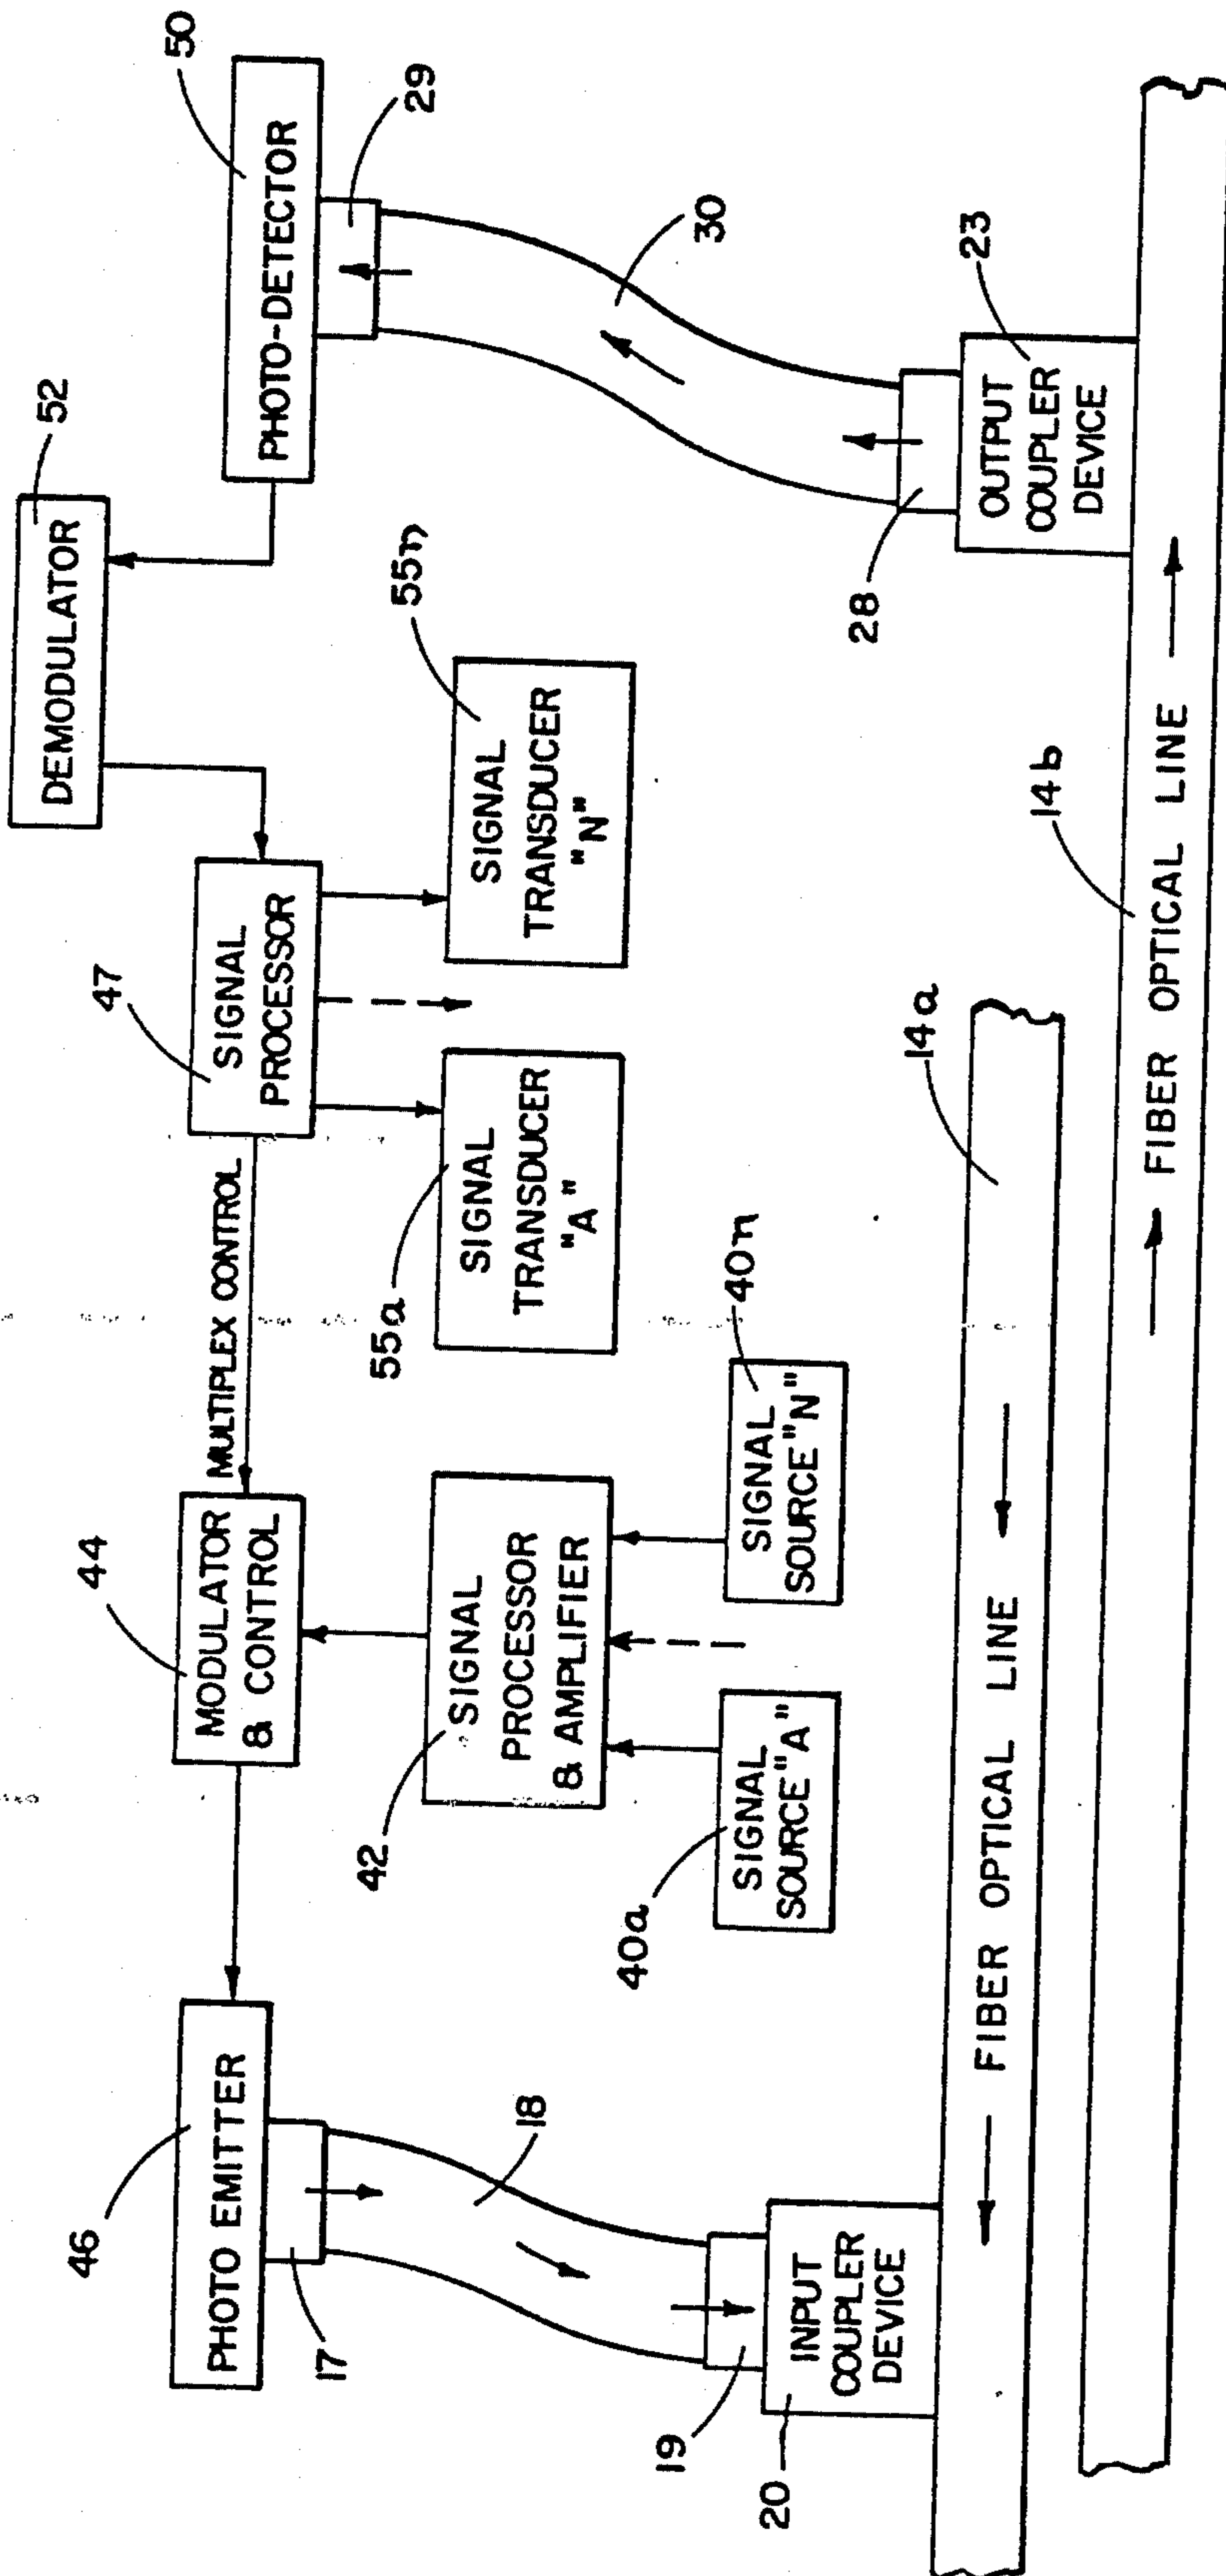 52
50
DEMODULATOR
PHOTO-DETECTOR
29
47
SIGNAL
PROCESSOR
MULTIPLEX CONTROL
44
MODULATOR
& CONTROL
46
PHOTO EMITTER
17
18
19
20
INPUT
COUPLER
DEVICE
42
SIGNAL
PROCESSOR
& AMPLIFIER
40a
SIGNAL
SOURCE "A"
40n
SIGNAL
SOURCE "N"
55a
SIGNAL
TRANSDUCER
"A"
55n
SIGNAL
TRANSDUCER
"N"
30
28
23
OUTPUT
COUPLER
DEVICE
14a
FIBER OPTICAL LINE
14b
FIBER OPTICAL LINE